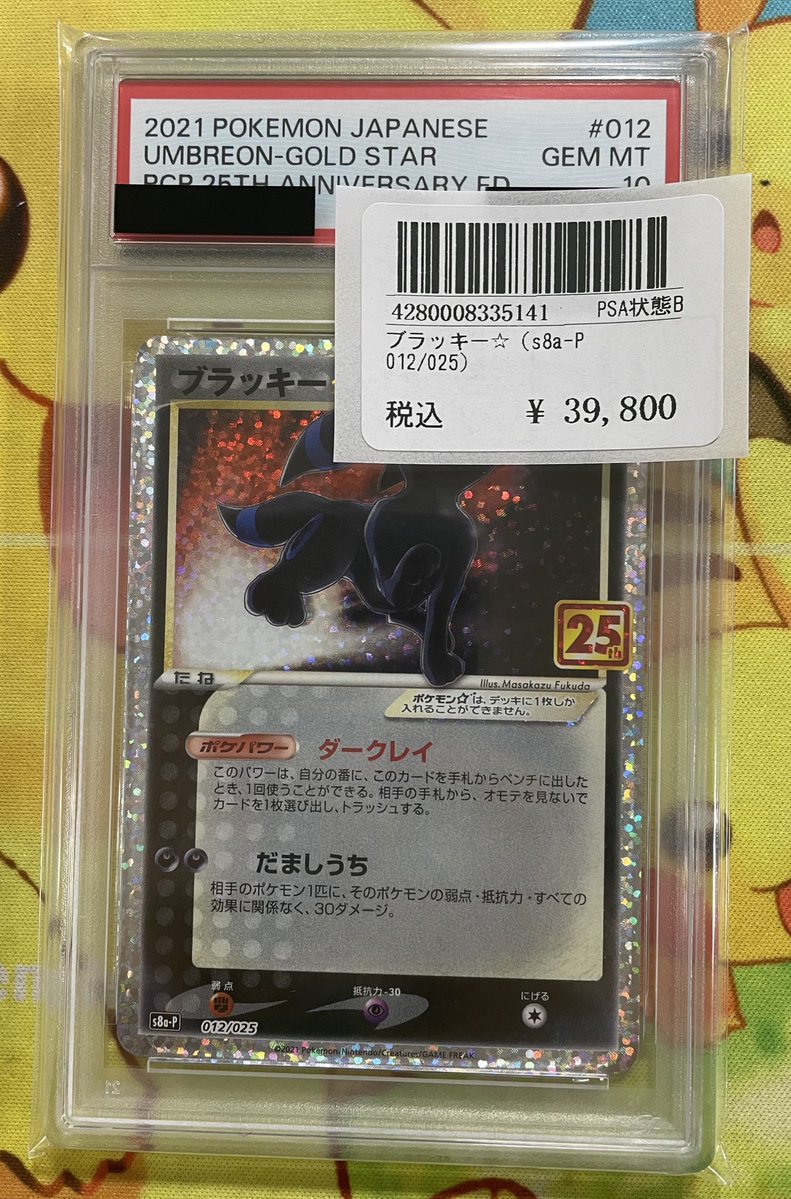 2021 POKEMON JAPANESE #012
UMBREON-GOLD STAR GEM MT
PCP 25TH ANNIVERSARY ED 10
4280008335141 PSA状態B
ブラッキー☆ (s8a-P
012/025)
税込 ¥ 39,800
ブラッキー
25th
たね
Illus. Masakazu Fukuda
ポケモン☆は、デッキに1枚しか
入れることができません。
ポケパワー ダークレイ
このパワーは、自分の番に、このカードを手札からベンチに出した
とき、1回使うことができる。相手の手札から、オモテを見ないで
カードを1枚選び出し、トラッシュする。
だましうち
相手のポケモン1匹に、そのポケモンの弱点・抵抗力・すべての
効果に関係なく、30ダメージ。
弱点 抵抗力 -30 にげる
s8a-P 012/025
©2021 Pokémon/Nintendo/Creatures/GAME FREAK.